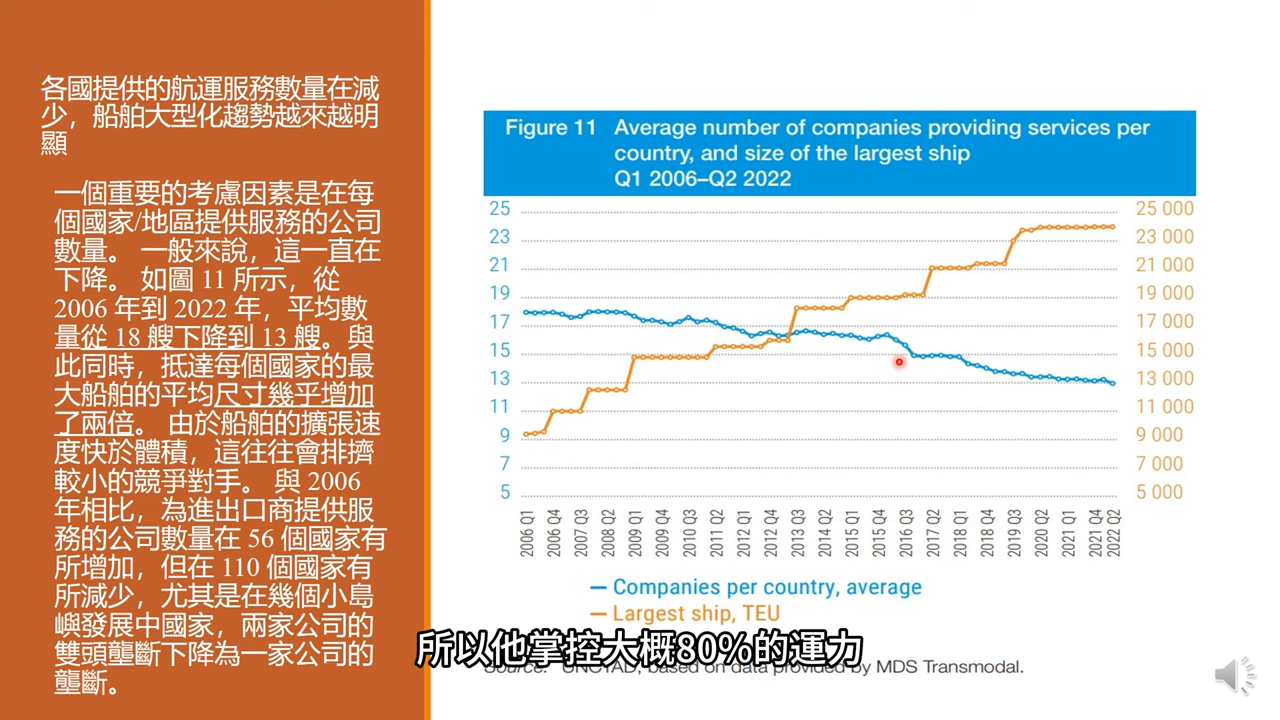 各國提供的航運服務數量在減
少，船舶大型化趨勢越來越明
顯
一個重要的考慮因素是在每
個國家/地區提供服務的公司
數量。 一般來說，這一直在
下降。 如圖 11 所示，從
2006 年到 2022 年，平均數
量從 18 艘下降到 13 艘。與
此同時，抵達每個國家的最
大船舶的平均尺寸幾乎增加
了兩倍。 由於船舶的擴張速
度快於體積，這往往會排擠
較小的競爭對手。 與 2006
年相比，為進出口商提供服
務的公司數量在 56 個國家有
所增加，但在 110 個國家有
所減少，尤其是在幾個小島
嶼發展中國家，兩家公司的
雙頭壟斷下降為一家公司的
壟斷。
Figure 11 Average number of companies providing services per
country, and size of the largest ship
Q1 2006–Q2 2022
25 25 000
23 23 000
21 21 000
19 19 000
17 17 000
15 15 000
13 13 000
11 11 000
9 9 000
7 7 000
5 5 000
2006 Q1
2006 Q4
2007 Q3
2008 Q2
2009 Q1
2009 Q4
2010 Q3
2011 Q2
2012 Q1
2012 Q4
2013 Q3
2014 Q2
2015 Q1
2015 Q4
2016 Q3
2017 Q2
2018 Q1
2018 Q4
2019 Q3
2020 Q2
2021 Q1
2021 Q4
2022 Q2
Companies per country, average
Largest ship, TEU
所以他掌控大概80%的運力
Source: UNCTAD, based on data provided by MDS Transmodal.